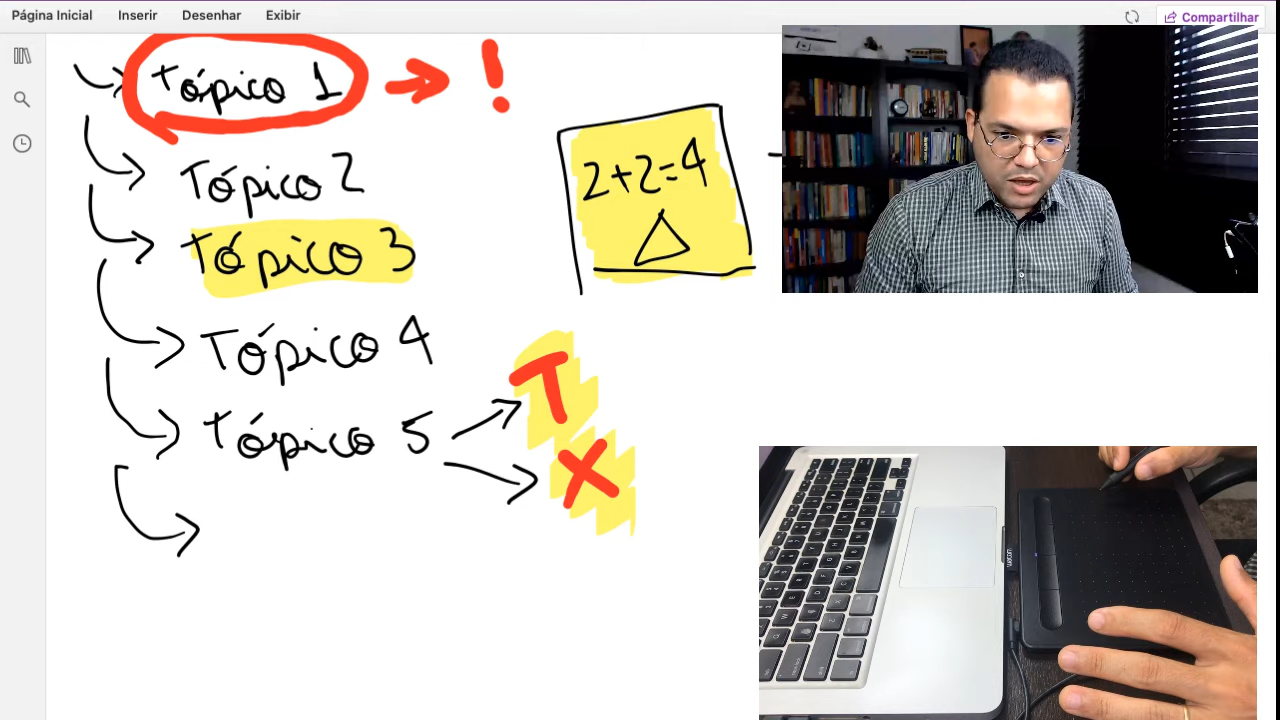 Página Inicial Inserir Desenhar Exibir
Compartilhar
Tópico 1 → !
Tópico 2
Tópico 3
Tópico 4
Tópico 5
2+2=4
T
X
wacom